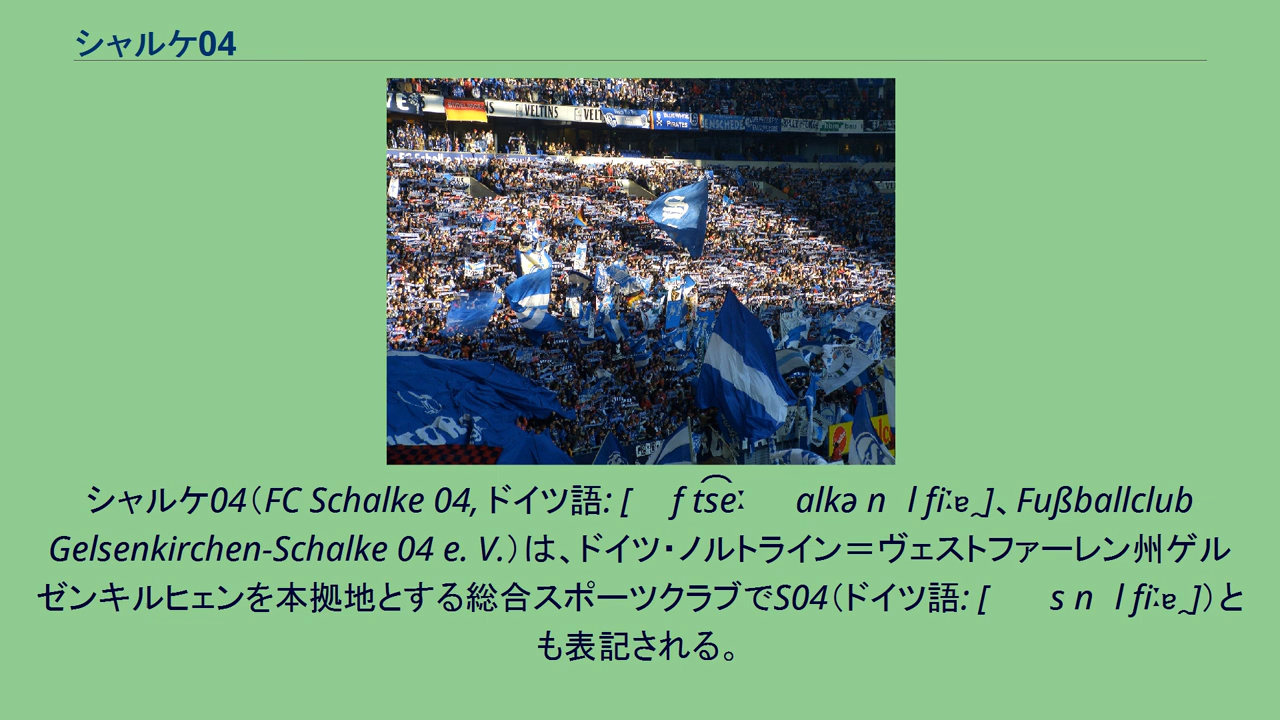 シャルケ04
VELTINS
BLUEWHITE
PIRATES
ENSCHEDE
S
シャルケ04（FC Schalke 04, ドイツ語: [ f t͡seː alkə n l fiːɐ̯ ]、Fußballclub
Gelsenkirchen-Schalke 04 e. V.）は、ドイツ・ノルトライン＝ヴェストファーレン州ゲル
ゼンキルヒェンを本拠地とする総合スポーツクラブでS04（ドイツ語: [ s n l fiːɐ̯ ]）と
も表記される。